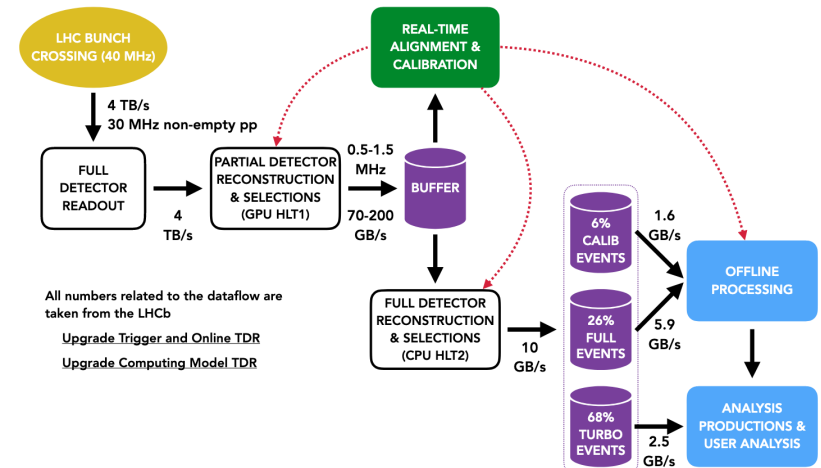 LHC BUNCH
CROSSING (40 MHz)
REAL-TIME
ALIGNMENT &
CALIBRATION
4 TB/s
30 MHz non-empty pp
FULL
DETECTOR
READOUT
4
TB/s
PARTIAL DETECTOR
RECONSTRUCTION
& SELECTIONS
(GPU HLT1)
0.5-1.5
MHz
70-200
GB/s
BUFFER
FULL DETECTOR
RECONSTRUCTION
& SELECTIONS
(CPU HLT2)
10
GB/s
6%
CALIB
EVENTS
26%
FULL
EVENTS
68%
TURBO
EVENTS
1.6
GB/s
5.9
GB/s
2.5
GB/s
OFFLINE
PROCESSING
ANALYSIS
PRODUCTIONS &
USER ANALYSIS
All numbers related to the dataflow are
taken from the LHCb
Upgrade Trigger and Online TDR
Upgrade Computing Model TDR